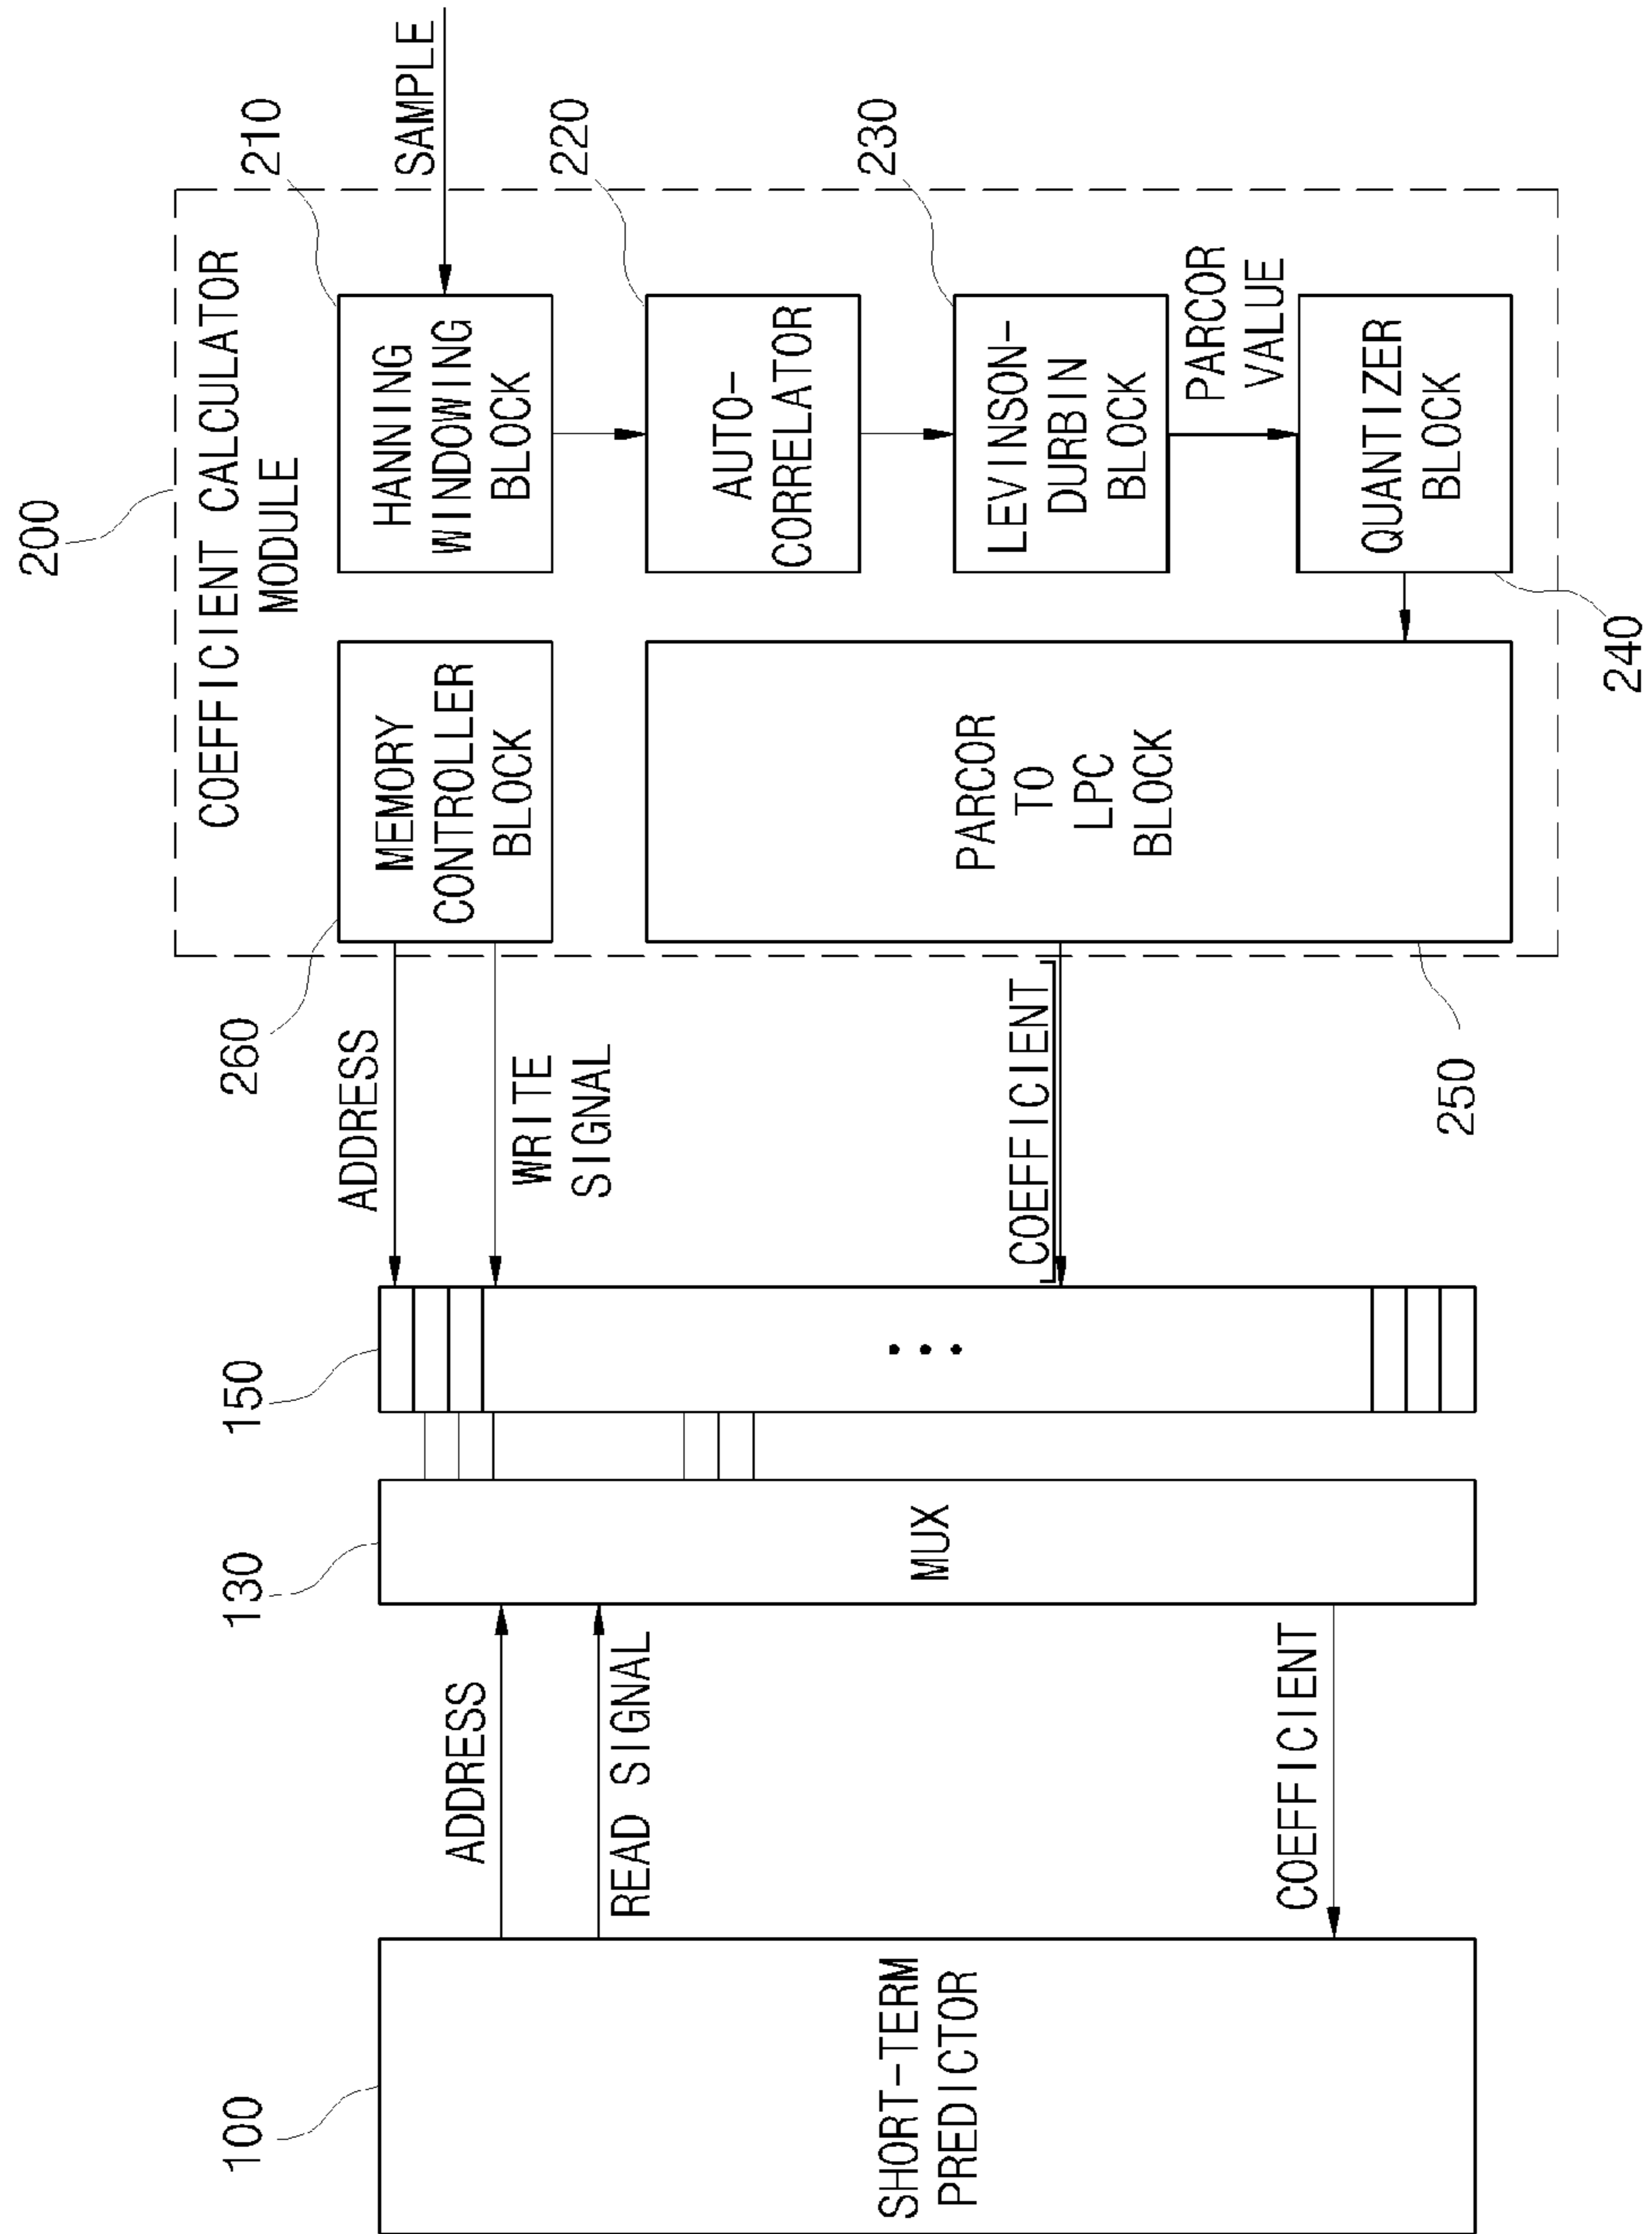 200
COEFFICIENT CALCULATOR
MODULE
100
130
150
260
210
SHORT-TERM
PREDICTOR
ADDRESS
READ SIGNAL
COEFFICIENT
MUX
...
ADDRESS
WRITE
SIGNAL
COEFFICIENT
MEMORY
CONTROLLER
BLOCK
PARCOR
TO
LPC
BLOCK
250
SAMPLE
HANNING
WINDOWING
BLOCK
220
AUTO-
CORRELATOR
230
LEVINSON-
DURBIN
BLOCK
PARCOR
VALUE
QUANTIZER
BLOCK
240